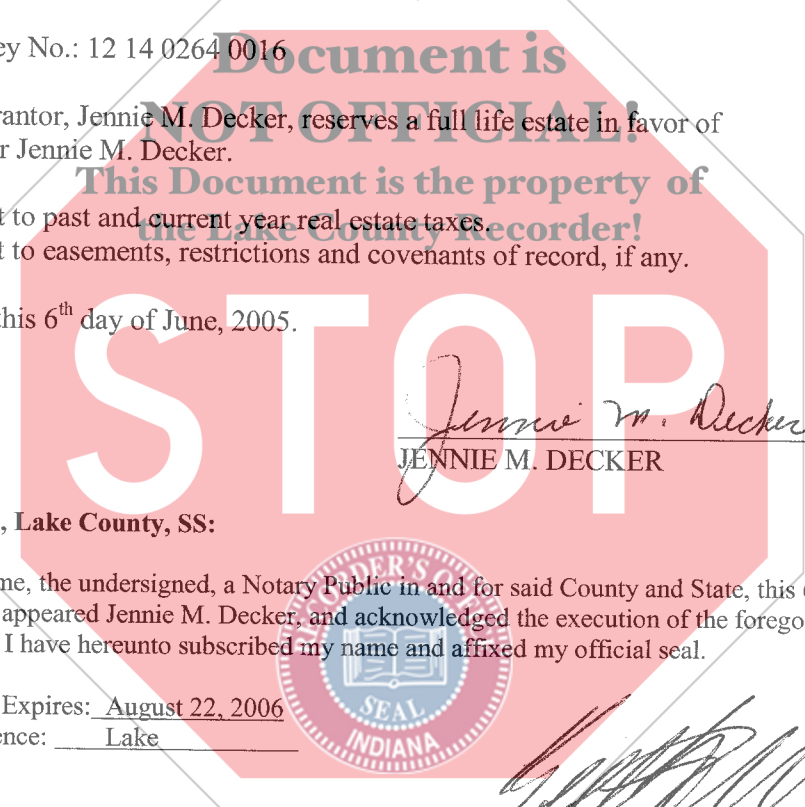 ey No.: 12 14 0264 0016
Document is
NOT OFFICIAL!
rantor, Jennie M. Decker, reserves a full life estate in favor of
r Jennie M. Decker.
This Document is the property of
t to past and current year real estate taxes.
the Lake County Recorder!
t to easements, restrictions and covenants of record, if any.
this 6th day of June, 2005.
STOP
Jennie M. Decker
JENNIE M. DECKER
, Lake County, SS:
me, the undersigned, a Notary Public in and for said County and State, this
appeared Jennie M. Decker, and acknowledged the execution of the forego
I have hereunto subscribed my name and affixed my official seal.
RECORDER'S OFFICE
SEAL
INDIANA
Expires: August 22, 2006
ence: Lake